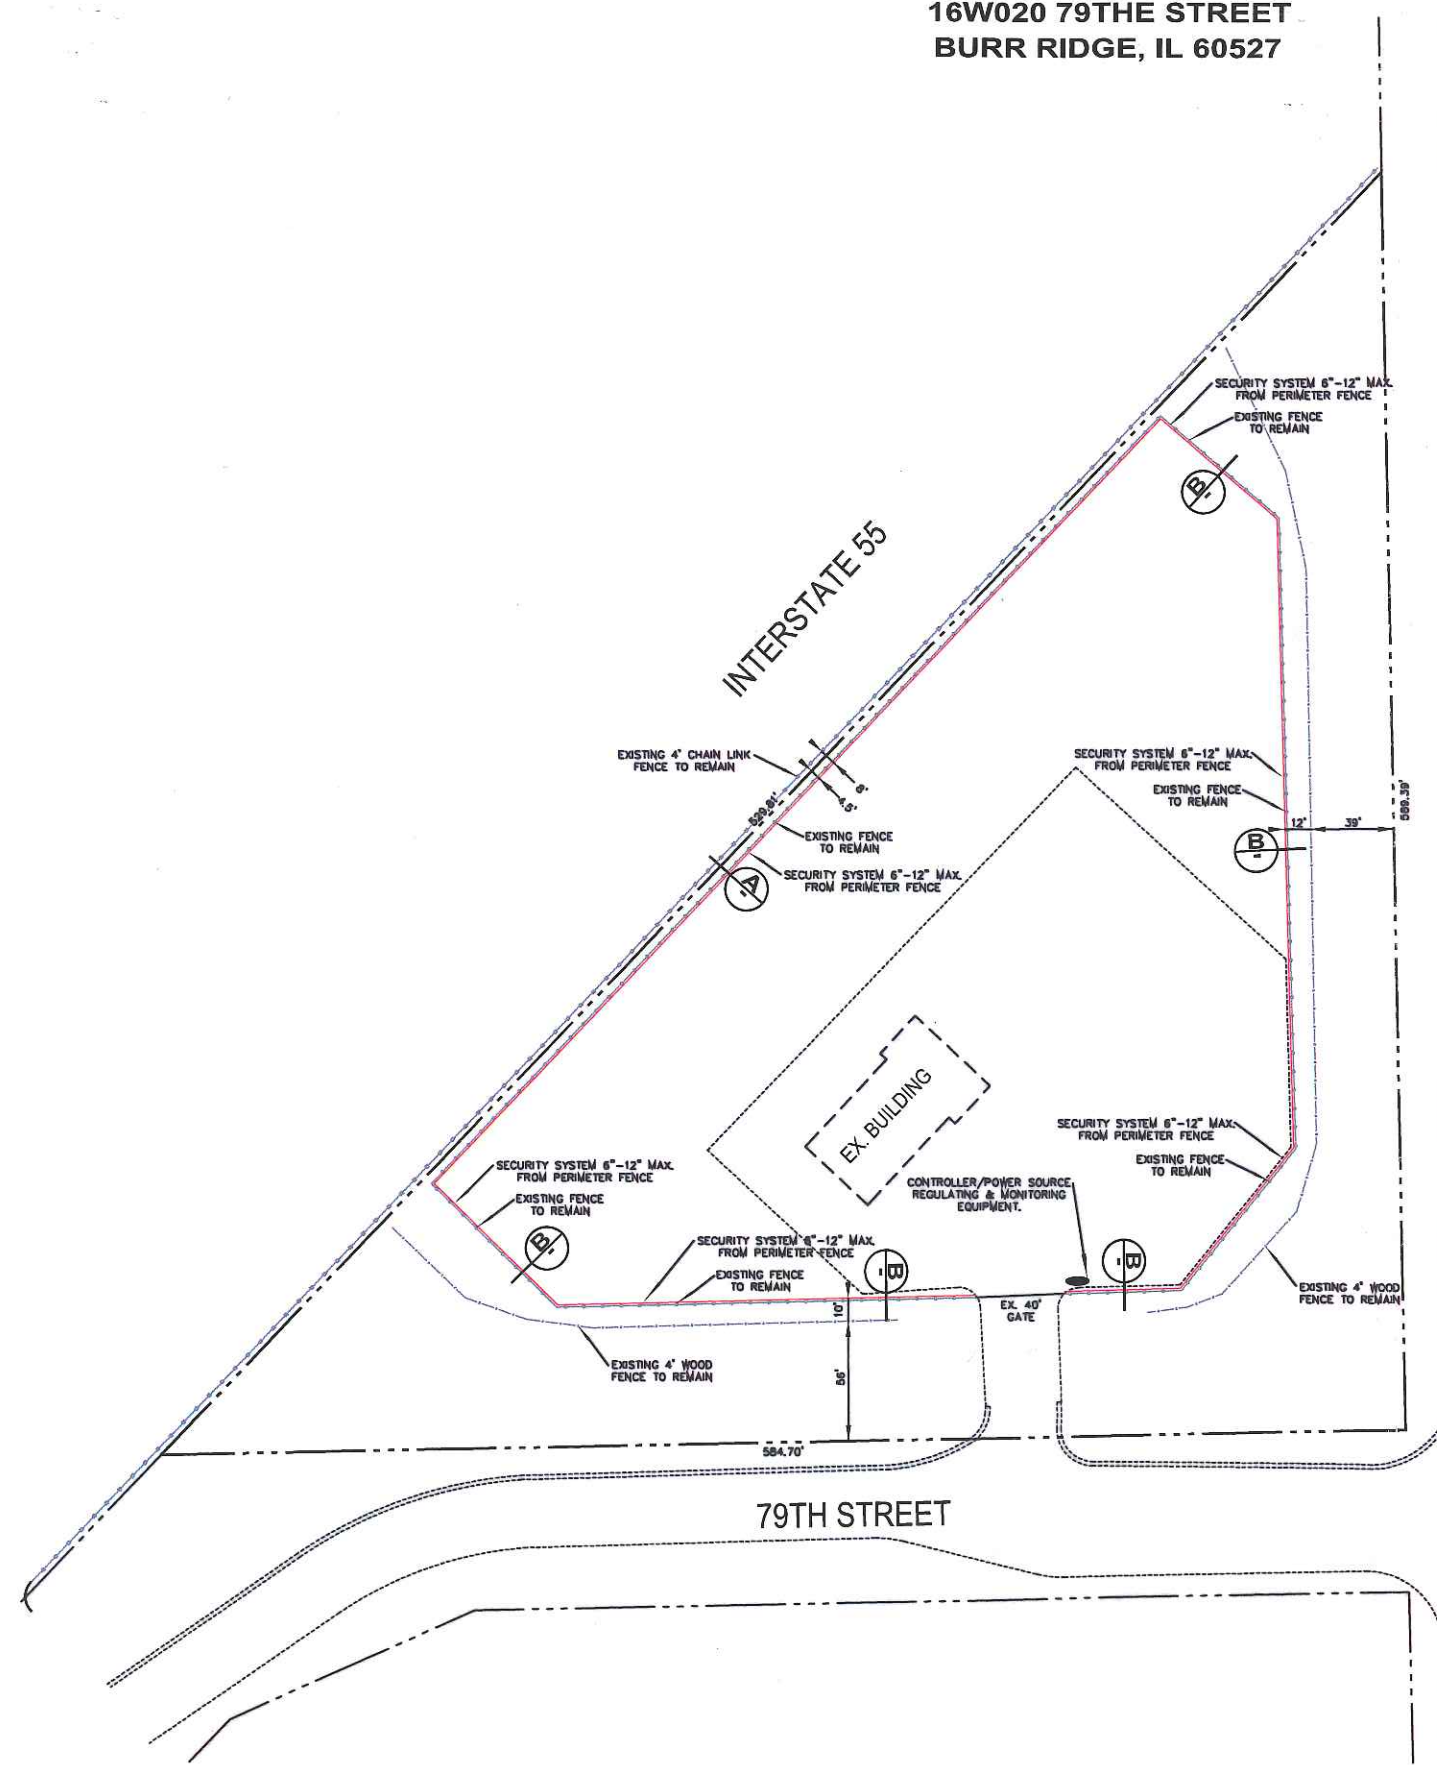 16W020 79THE STREET
BURR RIDGE, IL 60527
SECURITY SYSTEM 6"-12" MAX.
FROM PERIMETER FENCE
EXISTING FENCE
TO REMAIN
B
-
INTERSTATE 55
EXISTING 4' CHAIN LINK
FENCE TO REMAIN
529.81'
4.5'
EXISTING FENCE
TO REMAIN
SECURITY SYSTEM 6"-12" MAX.
FROM PERIMETER FENCE
A
-
SECURITY SYSTEM 6"-12" MAX.
FROM PERIMETER FENCE
EXISTING FENCE
TO REMAIN
12'
39'
B
-
EX. BUILDING
SECURITY SYSTEM 6"-12" MAX.
FROM PERIMETER FENCE
EXISTING FENCE
TO REMAIN
SECURITY SYSTEM 6"-12" MAX.
FROM PERIMETER FENCE
EXISTING FENCE
TO REMAIN
B
-
CONTROLLER/POWER SOURCE
REGULATING & MONITORING
EQUIPMENT.
SECURITY SYSTEM 6"-12" MAX.
FROM PERIMETER FENCE
EXISTING FENCE
TO REMAIN
B
-
B
-
10'
EX. 40'
GATE
EXISTING 4' WOOD
FENCE TO REMAIN
EXISTING 4' WOOD
FENCE TO REMAIN
584.70'
79TH STREET